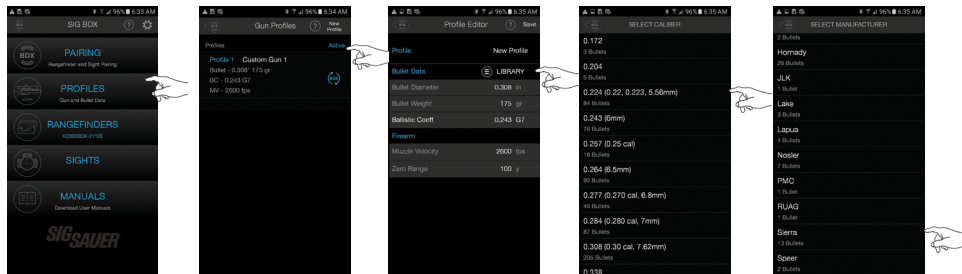 96% 6:33 AM
SIG BOX
?
BDX
PAIRING
Rangefinder and Sight Pairing
PROFILES
Gun and Bullet Data
RANGEFINDERS
SIGHTS
MANUALS
Download User Manuals
SIG SAUER
96% 6:34 AM
Gun Profiles
?
New
Profile
Profiles Active
Profile 1 Custom Gun 1
Bullet - 0.308" 175 gr
BC - 0.243 G7
MV - 2600 fps
BDX
96% 6:35 AM
Profile Editor
?
Save
Profile New Profile
Bullet Data LIBRARY
Bullet Diameter 0.308 in
Bullet Weight 175 gr
Ballistic Coeff 0.243 G7
Firearm
Muzzle Velocity 2600 fps
Zero Range 100 y
96% 6:35 AM
SELECT CALIBER
0.172
3 Bullets
0.204
5 Bullets
0.224 (0.22, 0.223, 5.56mm)
84 Bullets
0.243 (6mm)
76 Bullets
0.257 (0.25 cal)
18 Bullets
0.264 (6.5mm)
90 Bullets
0.277 (0.270 cal, 6.8mm)
46 Bullets
0.284 (0.280 cal, 7mm)
87 Bullets
0.308 (0.30 cal, 7.62mm)
205 Bullets
0.338
96% 6:35 AM
SELECT MANUFACTURER
2 Bullets
Hornady
26 Bullets
JLK
1 Bullet
Lake
3 Bullets
Lapua
4 Bullets
Nosler
7 Bullets
PMC
1 Bullet
RUAG
1 Bullet
Sierra
13 Bullets
Speer
2 Bullets